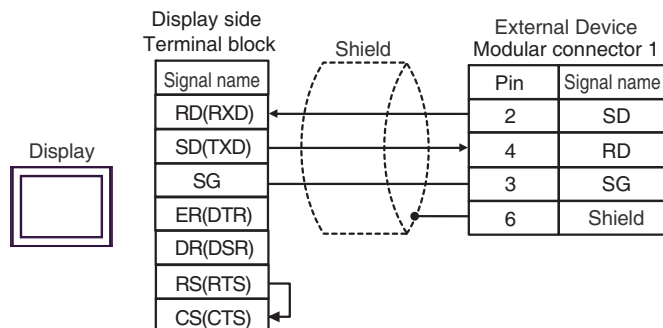 Display side
Terminal block
Shield
External Device
Modular connector 1
Signal name
Pin
Signal name
RD(RXD)
2
SD
SD(TXD)
4
RD
Display
SG
3
SG
ER(DTR)
6
Shield
DR(DSR)
RS(RTS)
CS(CTS)